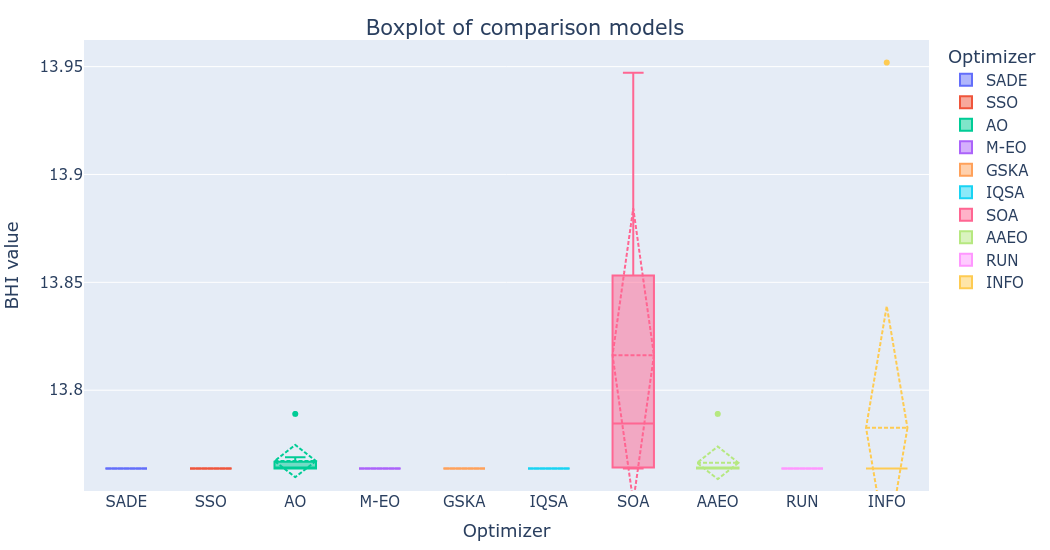 Boxplot of comparison models
BHI value
13.95
13.9
13.85
13.8
SADE
SSO
AO
M-EO
GSKA
IQSA
SOA
AAEO
RUN
INFO
Optimizer
Optimizer
SADE
SSO
AO
M-EO
GSKA
IQSA
SOA
AAEO
RUN
INFO